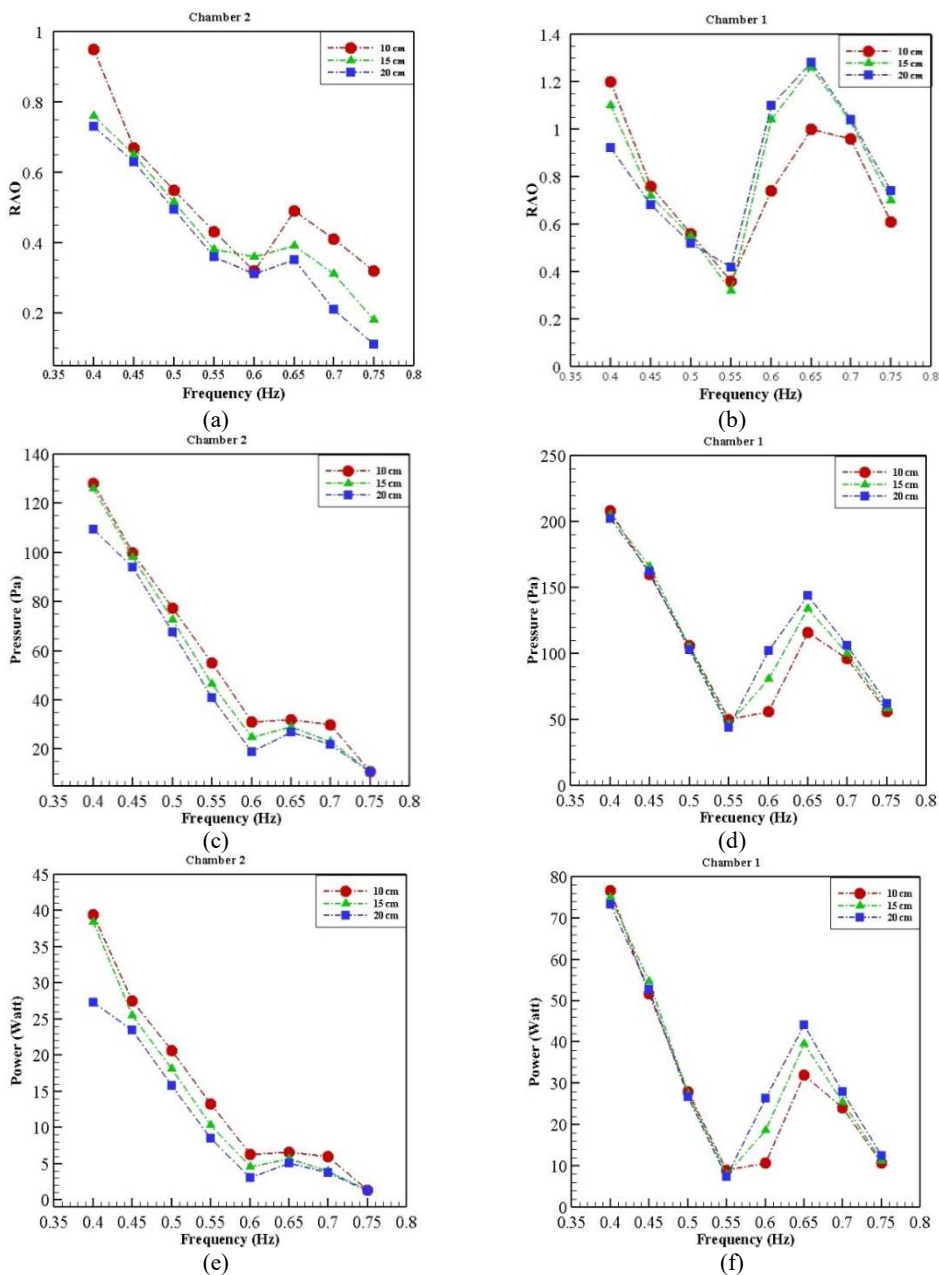 Chamber 2
1
0.8
0.6
0.4
0.2
RAO
10 cm
15 cm
20 cm
0.35 0.4 0.45 0.5 0.55 0.6 0.65 0.7 0.75 0.8
Frequency (Hz)
(a)
Chamber 1
1.4
1.2
1
0.8
0.6
0.4
0.2
0
RAO
10 cm
15 cm
20 cm
0.35 0.4 0.45 0.5 0.55 0.6 0.65 0.7 0.75 0.8
Frequency (Hz)
(b)
Chamber 2
140
120
100
80
60
40
20
Pressure (Pa)
10 cm
15 cm
20 cm
0.35 0.4 0.45 0.5 0.55 0.6 0.65 0.7 0.75 0.8
Frequency (Hz)
(c)
Chamber 1
250
200
150
100
50
0
Pressure (Pa)
10 cm
15 cm
20 cm
0.35 0.4 0.45 0.5 0.55 0.6 0.65 0.7 0.75 0.8
Frecuency (Hz)
(d)
Chamber 2
45
40
35
30
25
20
15
10
5
0
Power (Watt)
10 cm
15 cm
20 cm
0.35 0.4 0.45 0.5 0.55 0.6 0.65 0.7 0.75 0.8
Frequency (Hz)
(e)
Chamber 1
80
70
60
50
40
30
20
10
0
Power (Watt)
10 cm
15 cm
20 cm
0.35 0.4 0.45 0.5 0.55 0.6 0.65 0.7 0.75 0.8
Frequency (Hz)
(f)